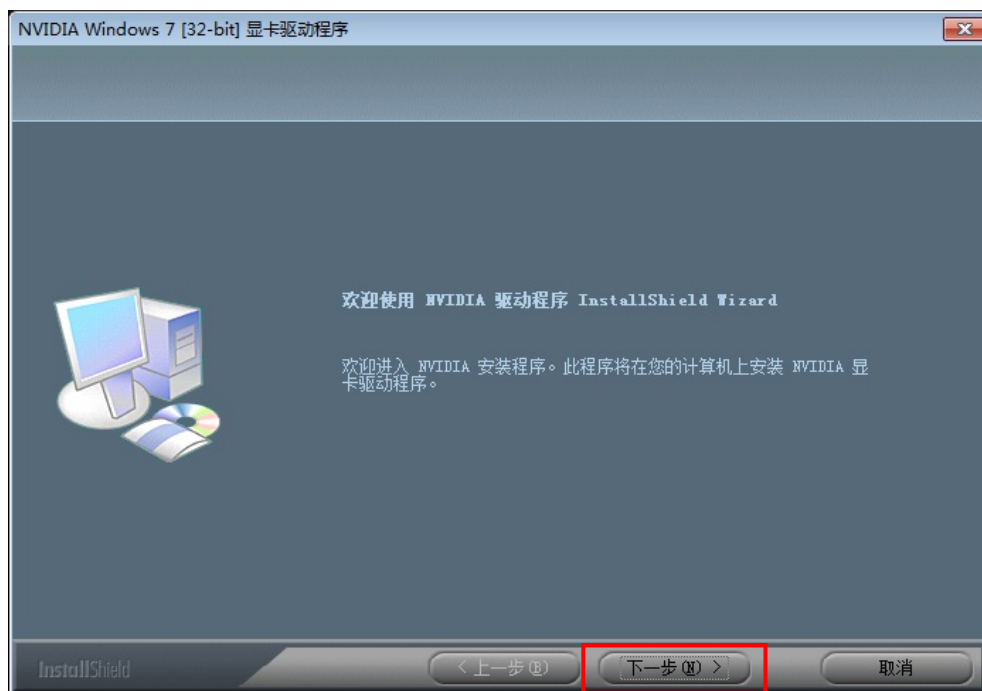 NVIDIA Windows 7 [32-bit] 显卡驱动程序
欢迎使用 NVIDIA 驱动程序 InstallShield Wizard
欢迎进入 NVIDIA 安装程序。此程序将在您的计算机上安装 NVIDIA 显
卡驱动程序。
InstallShield
< 上一步(B)
下一步(N) >
取消